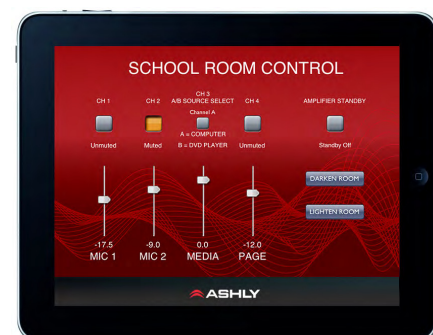 SCHOOL ROOM CONTROL
CH 1
CH 2
CH 3
A/B SOURCE SELECT
CH 4
AMPLIFIER STANDBY
Channel A
A = COMPUTER
B = DVD PLAYER
Unmuted
Muted
Unmuted
Standby Off
DARKEN ROOM
LIGHTEN ROOM
-17.5
-9.0
0.0
-12.0
MIC 1
MIC 2
MEDIA
PAGE
ASHLY